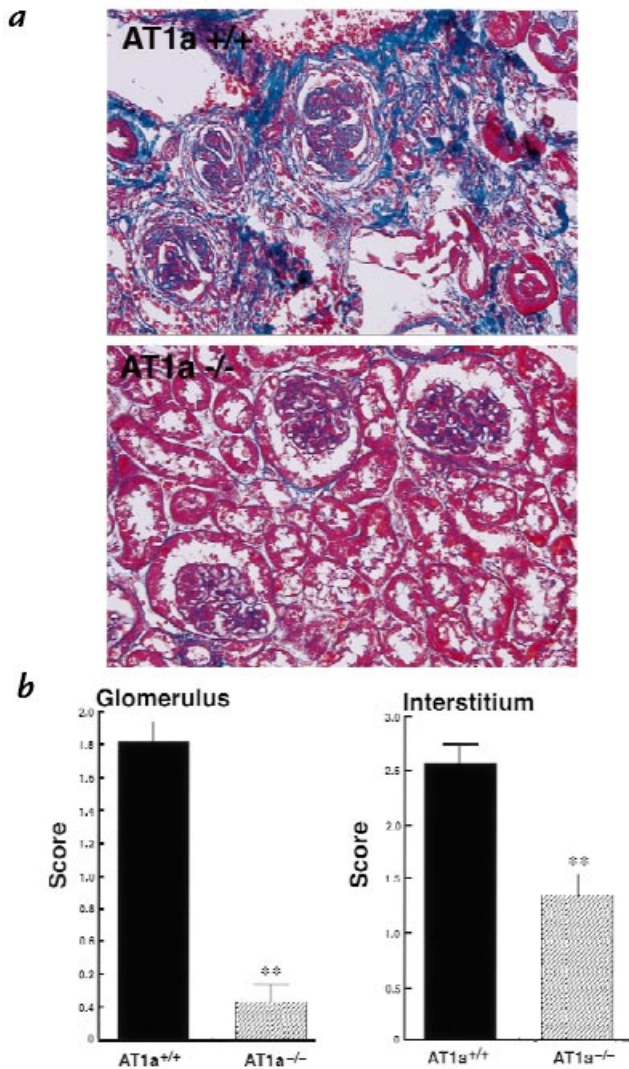 a
AT1a +/+
AT1a -/-
b
Glomerulus
2.0
1.8
1.6
1.4
1.2
1.0
0.8
0.6
0.2
0.4
0
Score
**
AT1a+/+
AT1a−/−
Interstitium
3.0
2.5
2.0
1.5
1.0
0.5
0
Score
**
AT1a+/+
AT1a−/−